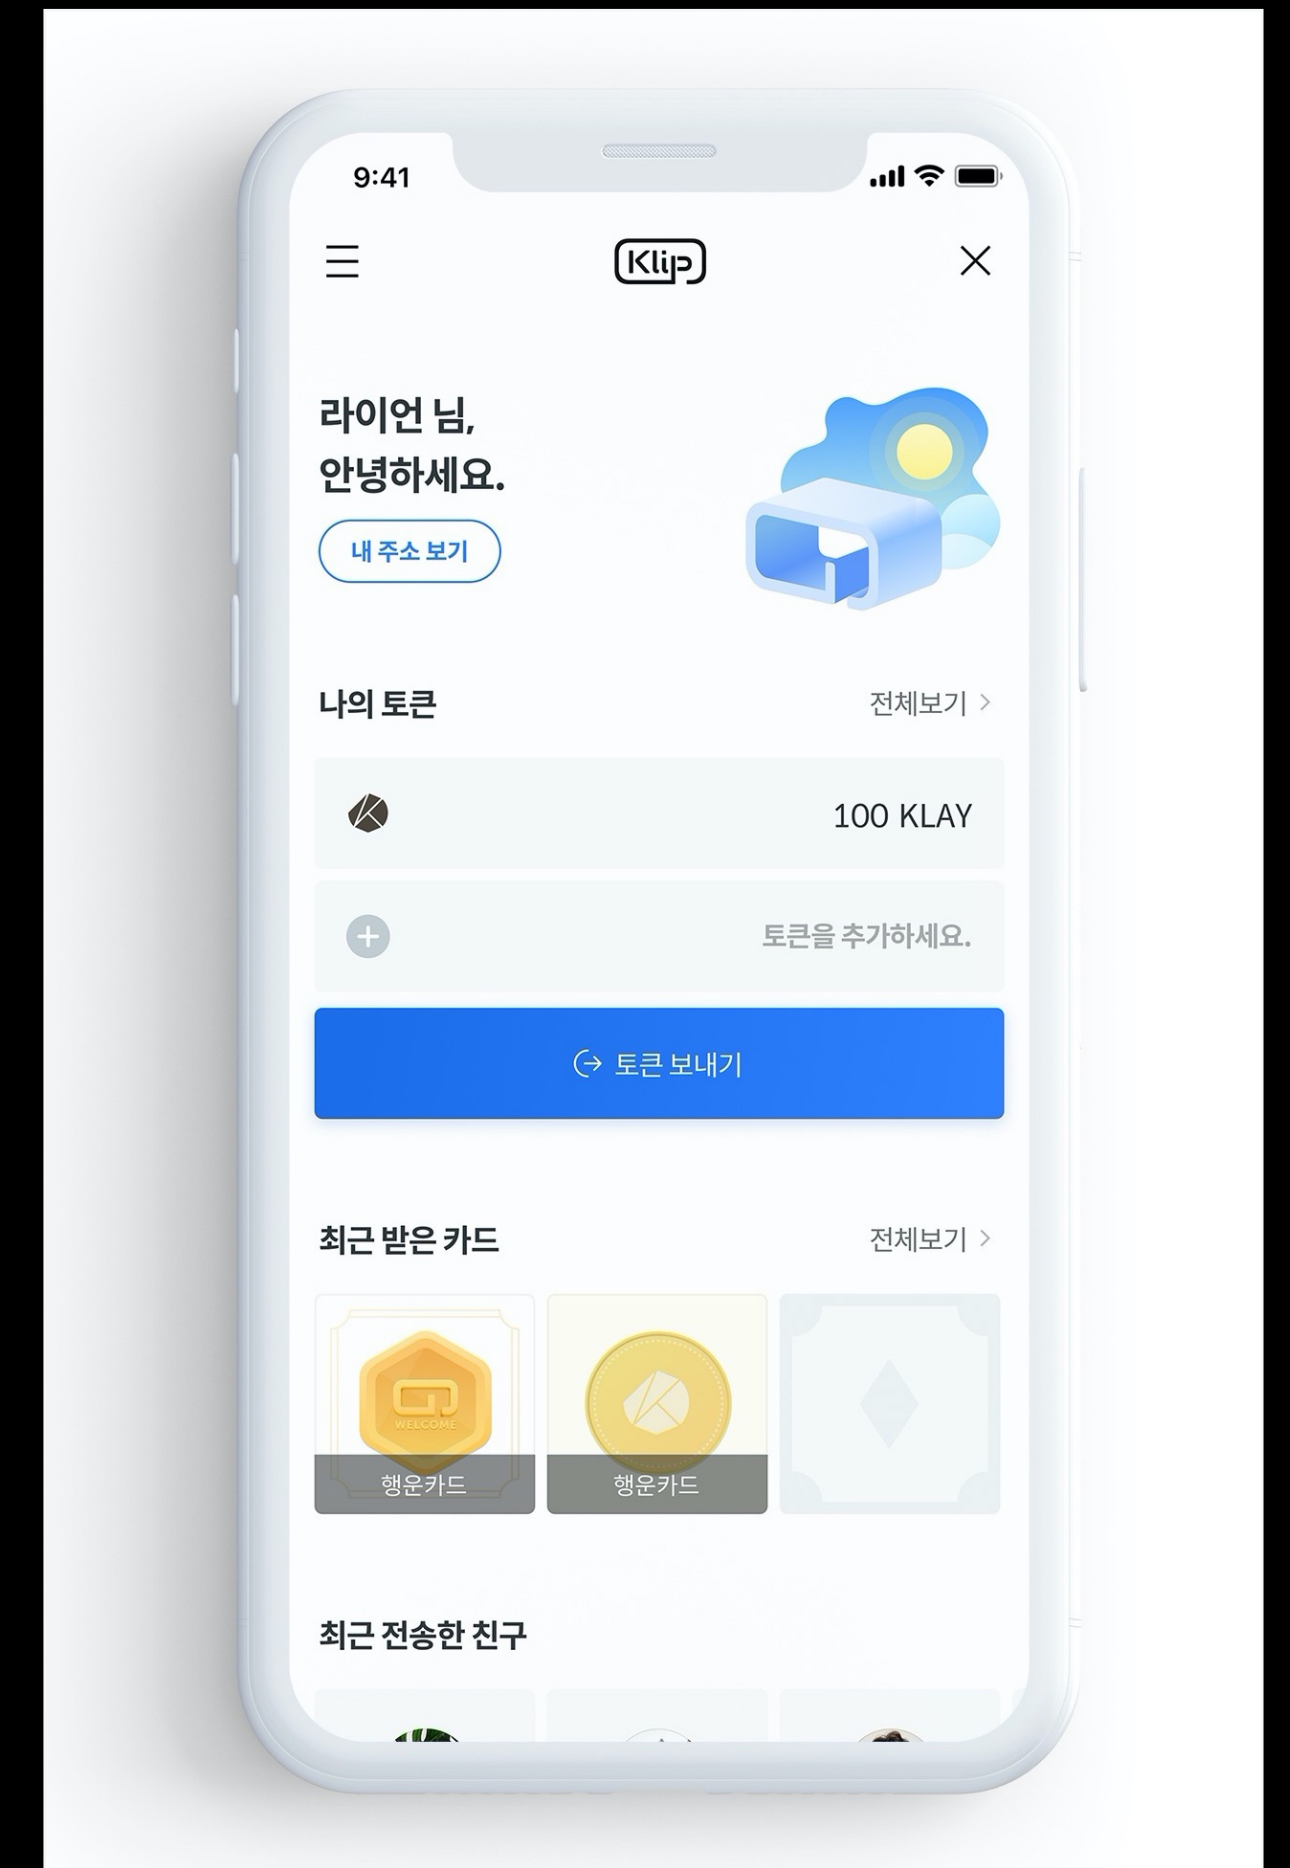 9:41
Klip
라이언 님,
안녕하세요.
내 주소 보기
나의 토큰
전체보기
100 KLAY
토큰을 추가하세요.
토큰 보내기
최근 받은 카드
전체보기
WELCOME
행운카드
행운카드
최근 전송한 친구